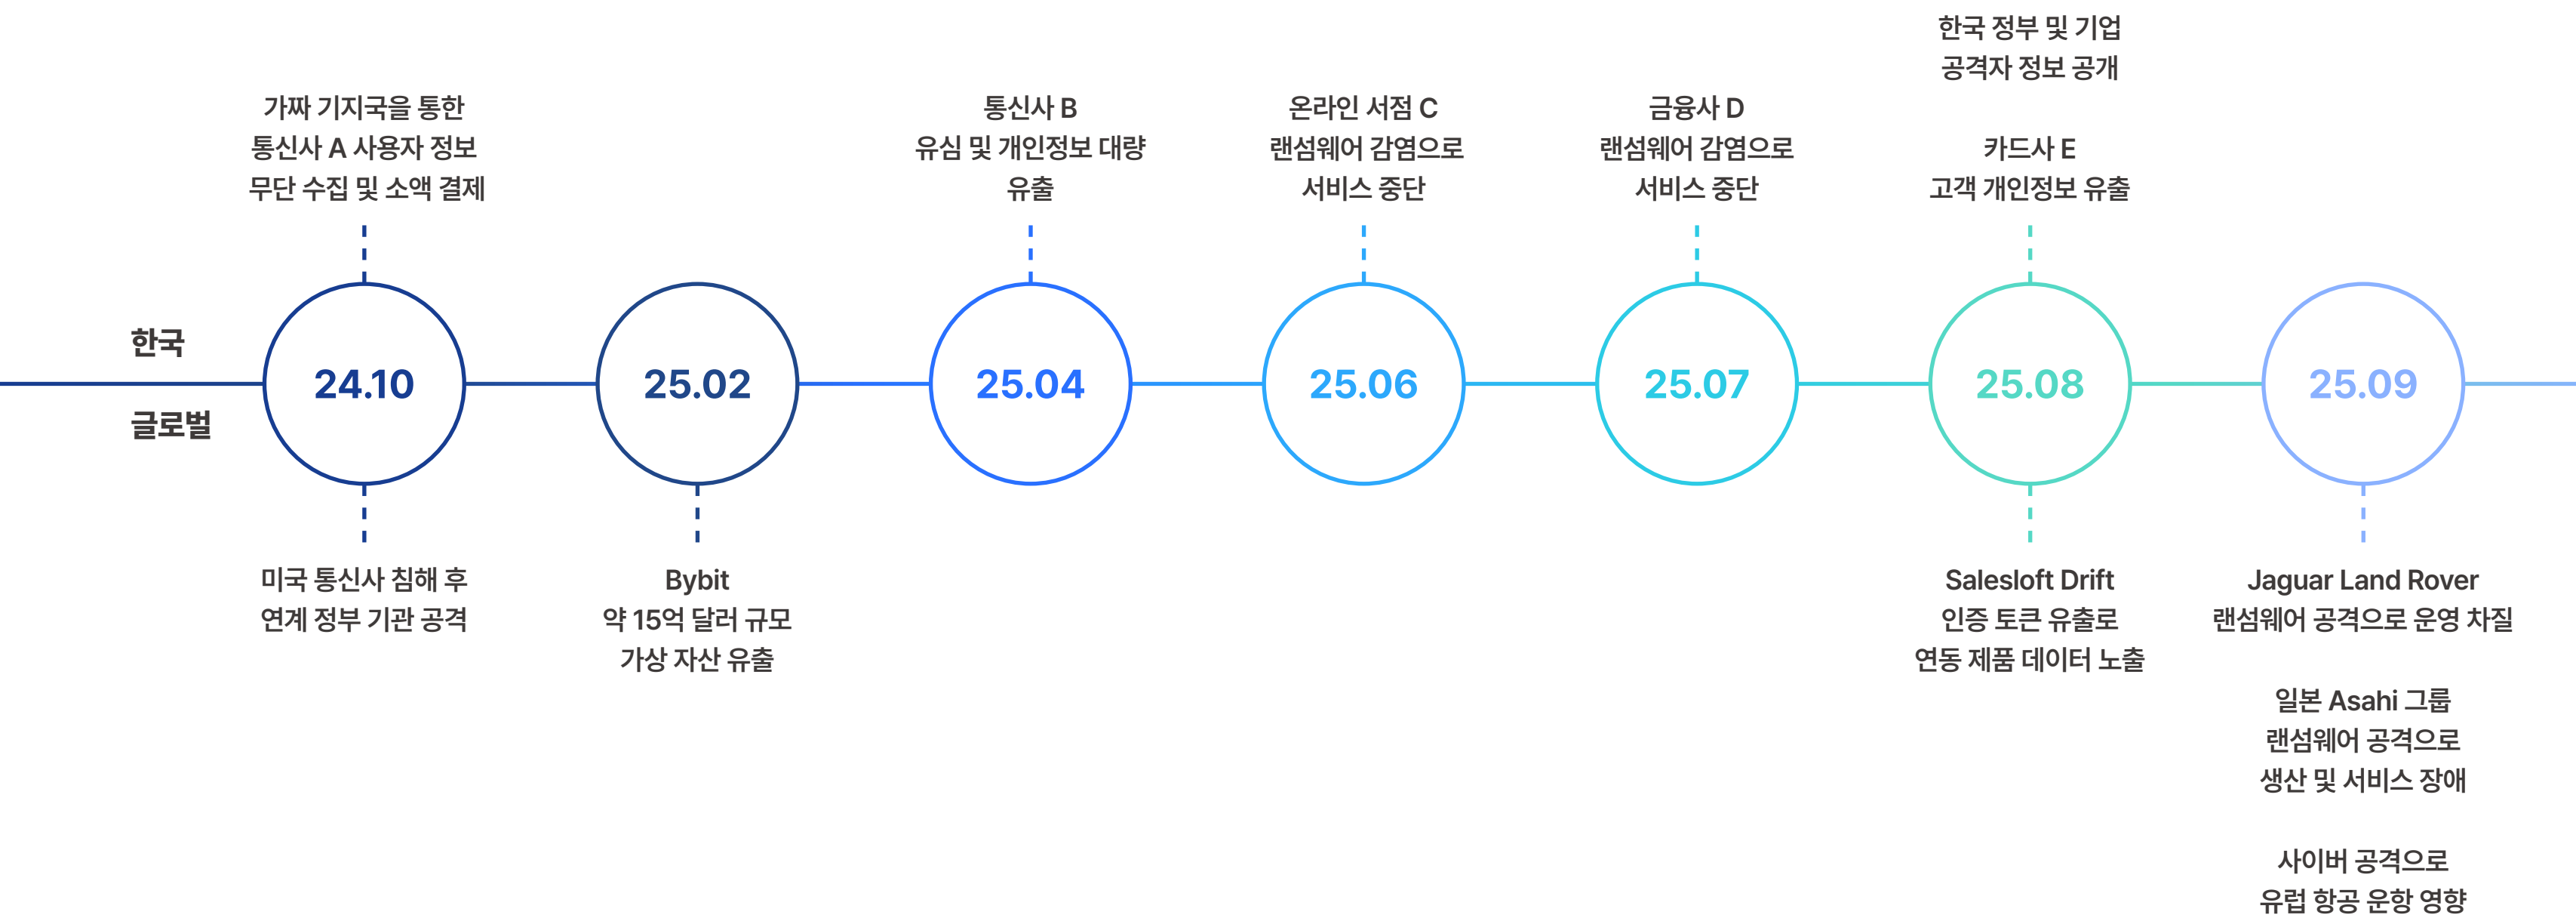 가짜 기지국을 통한
통신사 A 사용자 정보
무단 수집 및 소액 결제
통신사 B
유심 및 개인정보 대량
유출
온라인 서점 C
랜섬웨어 감염으로
서비스 중단
금융사 D
랜섬웨어 감염으로
서비스 중단
한국 정부 및 기업
공격자 정보 공개
카드사 E
고객 개인정보 유출
한국
글로벌
24.10
25.02
25.04
25.06
25.07
25.08
25.09
미국 통신사 침해 후
연계 정부 기관 공격
Bybit
약 15억 달러 규모
가상 자산 유출
Salesloft Drift
인증 토큰 유출로
연동 제품 데이터 노출
Jaguar Land Rover
랜섬웨어 공격으로 운영 차질
일본 Asahi 그룹
랜섬웨어 공격으로
생산 및 서비스 장애
사이버 공격으로
유럽 항공 운항 영향